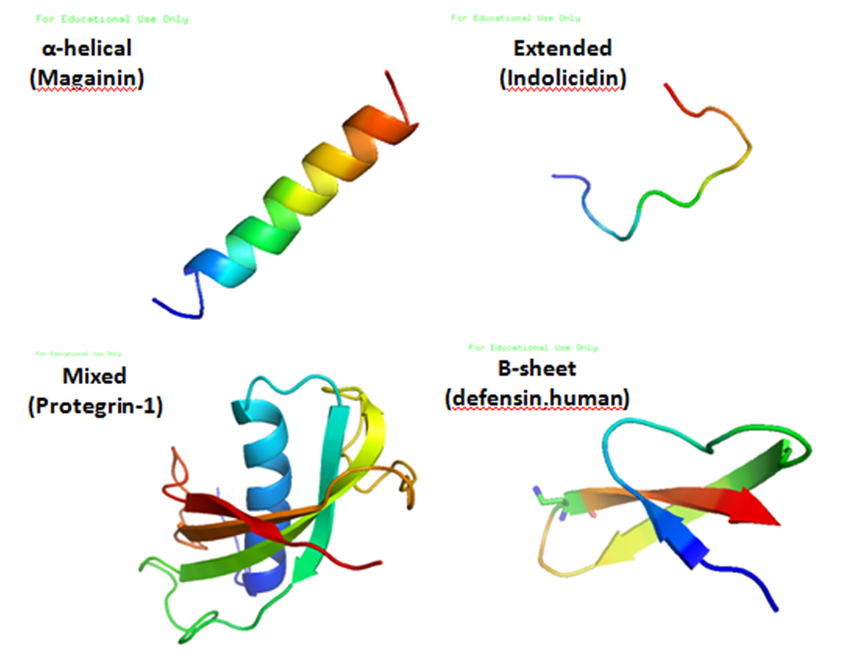 For Educational Use Only
α-helical
(Magainin)
For Educational Use Only
Extended
(Indolicidin)
For Educational Use Only
Mixed
(Protegrin-1)
For Educational Use Only
B-sheet
(defensin,human)